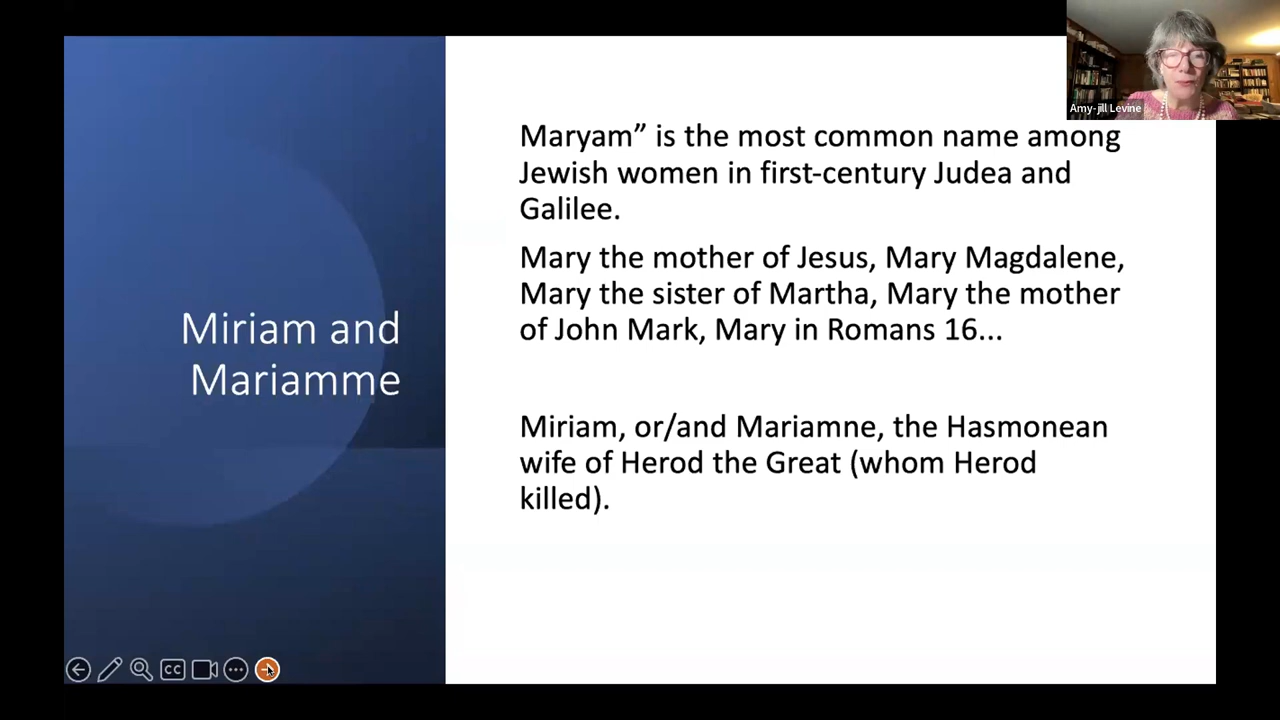 Amy-jill Levine
Maryam” is the most common name among
Jewish women in first-century Judea and
Galilee.
Mary the mother of Jesus, Mary Magdalene,
Mary the sister of Martha, Mary the mother
of John Mark, Mary in Romans 16...
Miriam and
Mariamme
Miriam, or/and Mariamne, the Hasmonean
wife of Herod the Great (whom Herod
killed).
CC